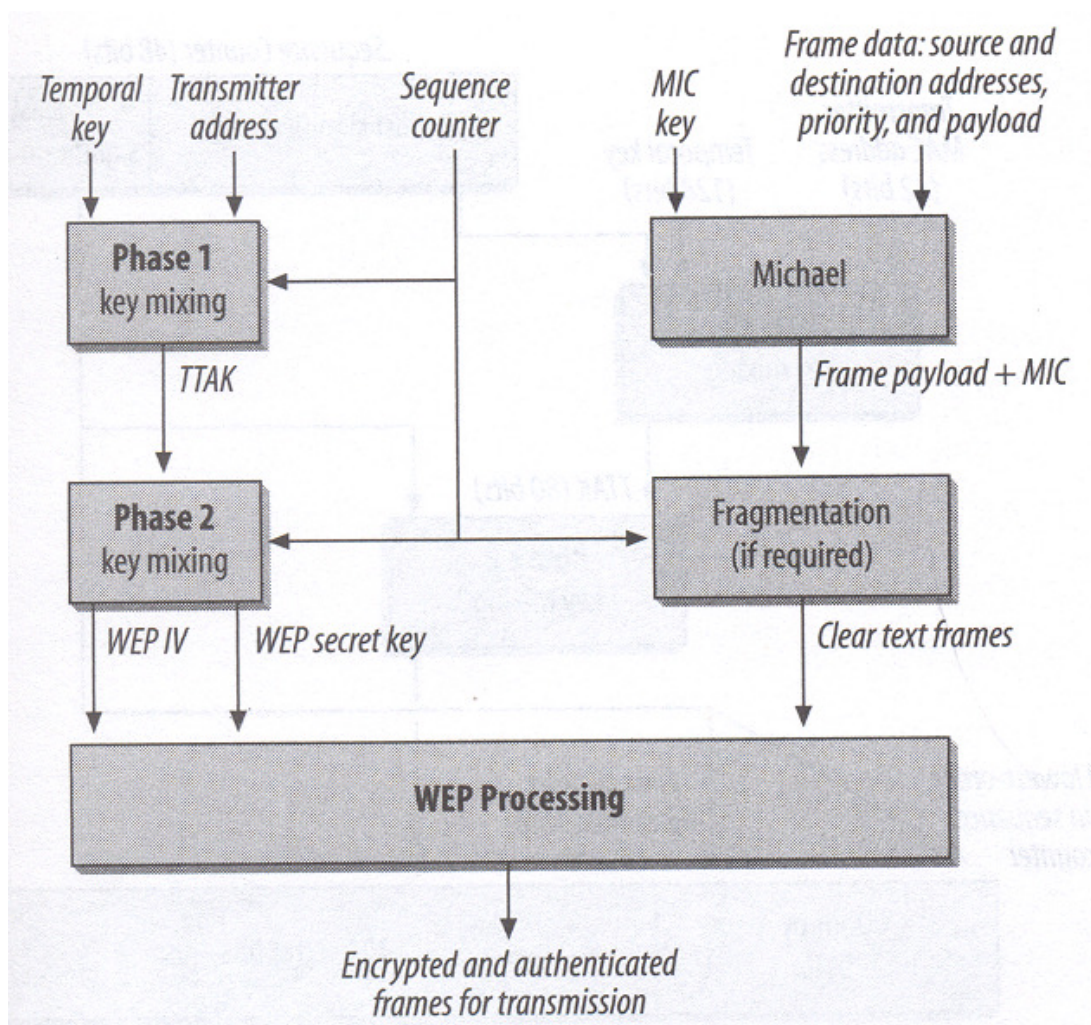 Temporal
key
Transmitter
address
Sequence
counter
MIC
key
Frame data: source and
destination addresses,
priority, and payload
Phase 1
key mixing
Michael
TTAK
Frame payload + MIC
Phase 2
key mixing
Fragmentation
(if required)
WEP IV
WEP secret key
Clear text frames
WEP Processing
Encrypted and authenticated
frames for transmission